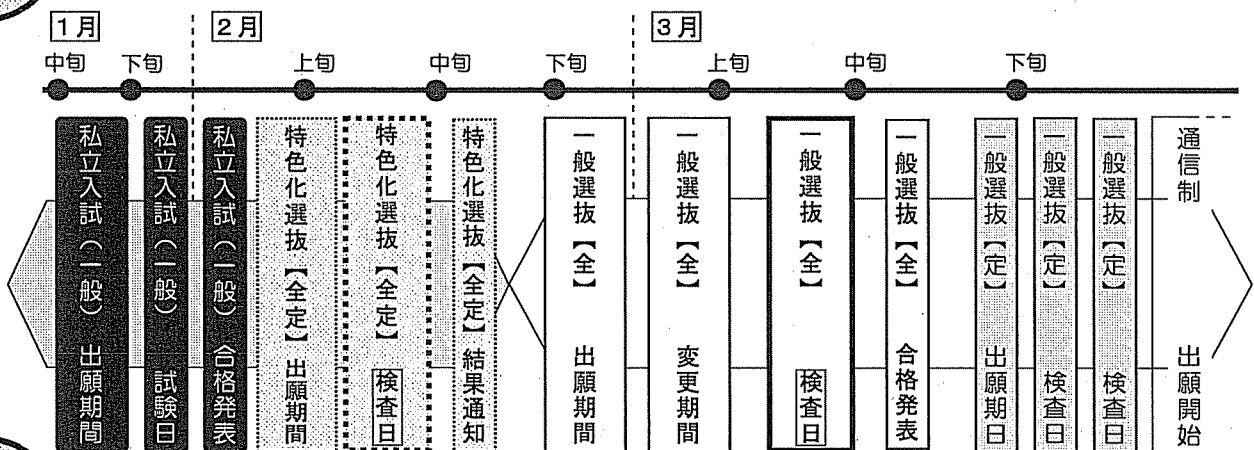 1月
2月
3月
中旬
下旬
上旬
中旬
下旬
上旬
中旬
下旬
私立入試（一般） 出願期間
私立入試（一般） 試験日
私立入試（一般） 合格発表
特色化選抜【全定】出願期間
特色化選抜【全定】 検査日
特色化選抜【全定】結果通知
一般選抜【全】 出願期間
一般選抜【全】 変更期間
一般選抜【全】 検査日
一般選抜【全】 合格発表
一般選抜【定】 出願期日
一般選抜【定】 検査日
一般選抜【定】 検査日
通信制 出願開始